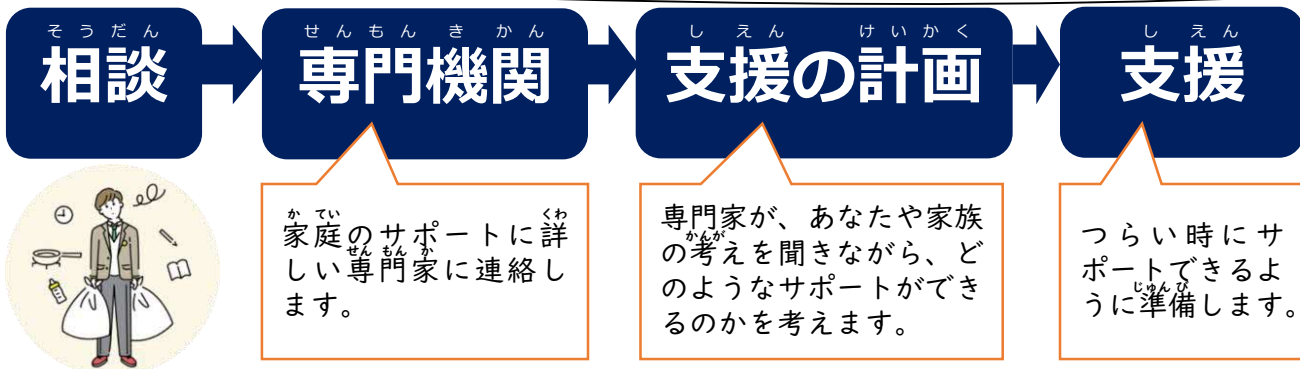 そうだん
相談
せんもんきかん
専門機関
しえん けいかく
支援の計画
しえん
支援
かてい くわ
家庭のサポートに詳
せんもんか
しい専門家に連絡し
ます。
専門家が、あなたや家族
かんが
の考えを聞きながら、ど
のようなサポートができ
るのかを考えます。
つらい時にサ
ポートできるよ
じゅんび
うに準備します。